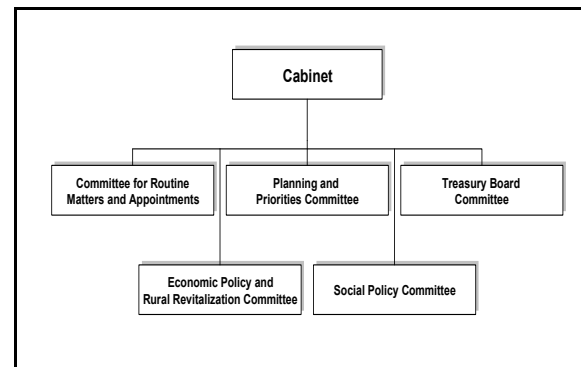 Cabinet
Committee for Routine
Matters and Appointments
Planning and
Priorities Committee
Treasury Board
Committee
Economic Policy and
Rural Revitalization Committee
Social Policy Committee